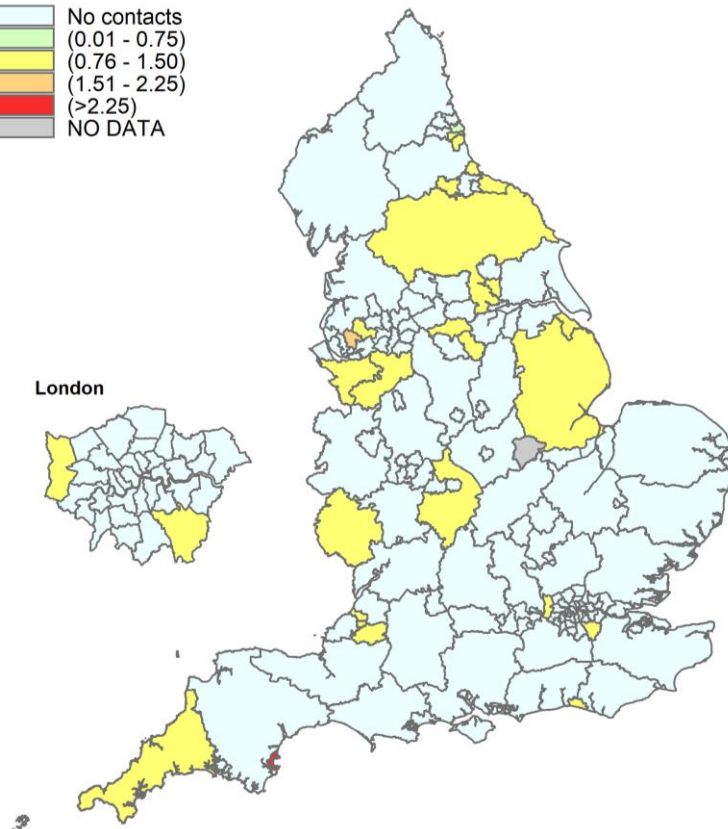 No contacts
(0.01 - 0.75)
(0.76 - 1.50)
(1.51 - 2.25)
(>2.25)
NO DATA
London